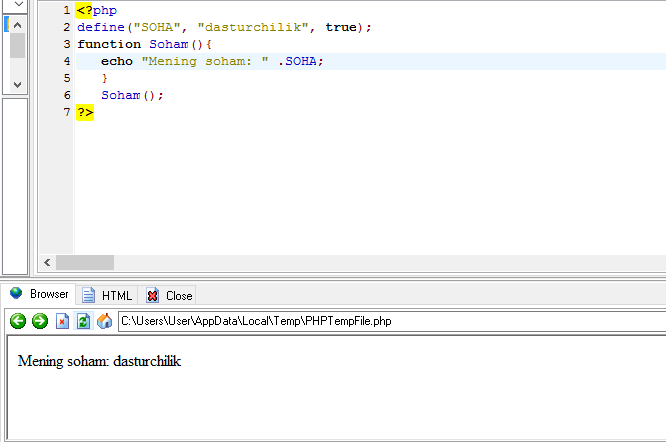 1 <?php
2 define("SOHA", "dasturchilik", true);
3 function Soham(){
4 echo "Mening soham: " .SOHA;
5 }
6 Soham();
7 ?>
Browser HTML Close
C:\Users\User\AppData\Local\Temp\PHPTempFile.php
Mening soham: dasturchilik